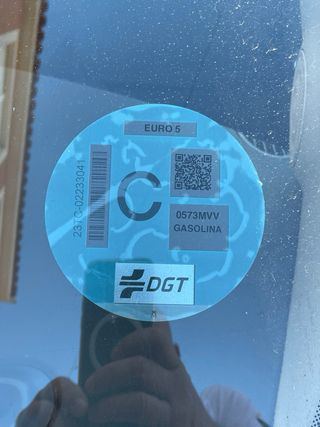 EURO 5
23TC-02233041
C
0573MVV
GASOLINA
DGT